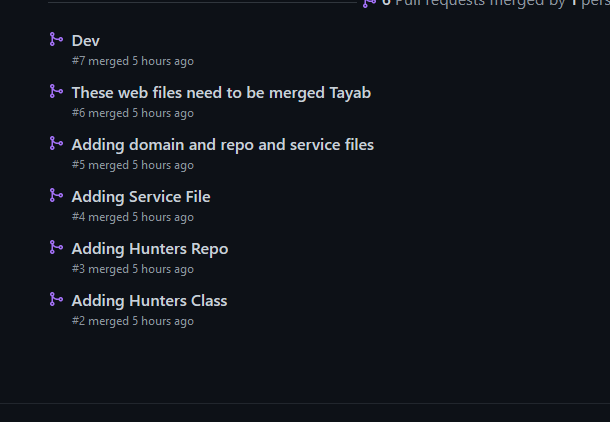 6 Pull requests merged by 1 pers
Dev
#7 merged 5 hours ago
These web files need to be merged Tayab
#6 merged 5 hours ago
Adding domain and repo and service files
#5 merged 5 hours ago
Adding Service File
#4 merged 5 hours ago
Adding Hunters Repo
#3 merged 5 hours ago
Adding Hunters Class
#2 merged 5 hours ago